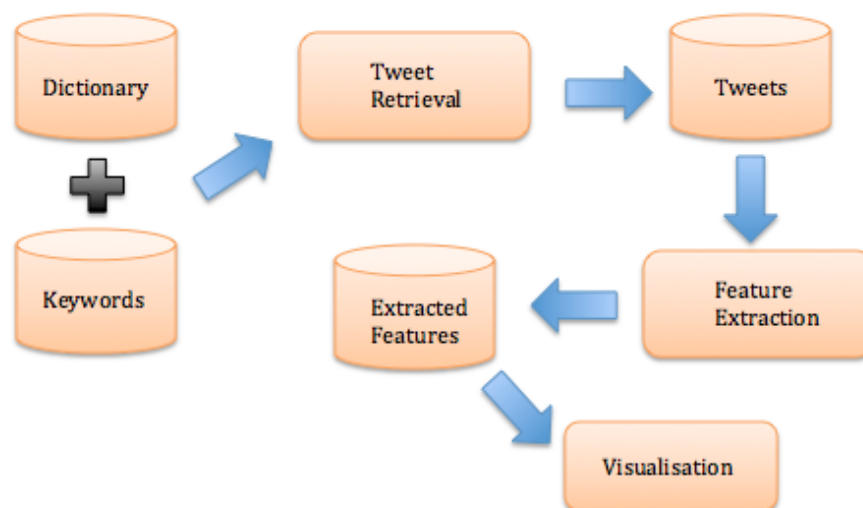 Dictionary
Tweet
Retrieval
Tweets
Keywords
Extracted
Features
Feature
Extraction
Visualisation